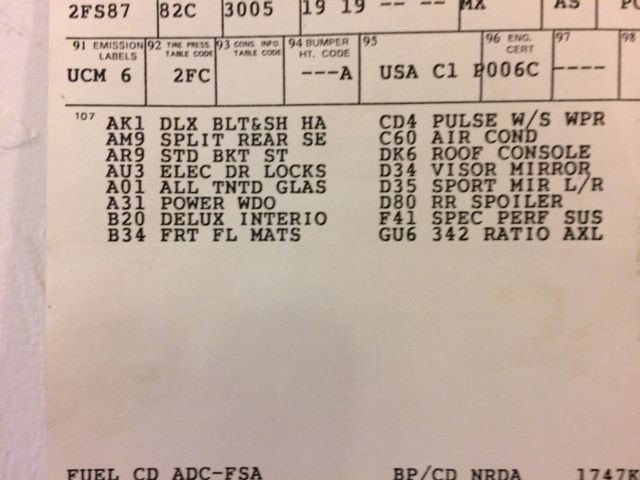 2FS87 82C 3005 19 19 -- -- -- MX AS
91 EMISSION LABELS 92 TIRE PRESS. TABLE CODE 93 CONS. INFO. TABLE CODE 94 BUMPER HT. CODE 95 96 ENG. CERT 97 98
UCM 6 2FC ---A USA C1 P006C ----
107
AK1 DLX BLT&SH HA CD4 PULSE W/S WPR
AM9 SPLIT REAR SE C60 AIR COND
AR9 STD BKT ST DK6 ROOF CONSOLE
AU3 ELEC DR LOCKS D34 VISOR MIRROR
A01 ALL TNTD GLAS D35 SPORT MIR L/R
A31 POWER WDO D80 RR SPOILER
B20 DELUX INTERIO F41 SPEC PERF SUS
B34 FRT FL MATS GU6 342 RATIO AXL
FUEL CD ADC-FSA BP/CD NRDA 1747K